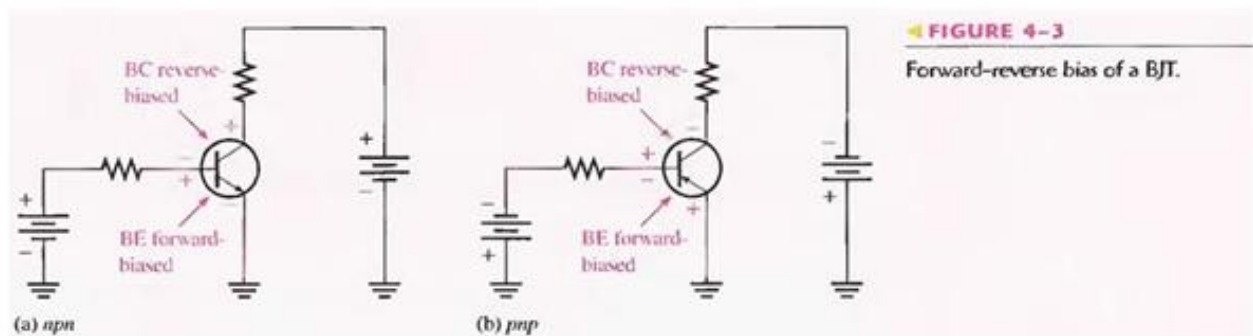 ◄ FIGURE 4–3
Forward–reverse bias of a BJT.
BC reverse-
biased
+
–
+
–
BE forward-
biased
+
–
+
–
(a) npn
BC reverse-
biased
–
+
–
+
BE forward-
biased
–
+
–
+
(b) pnp